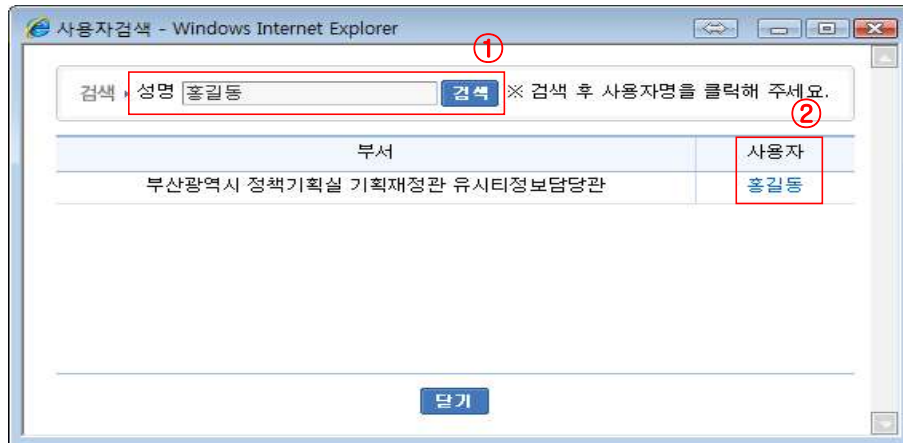 사용자검색 - Windows Internet Explorer
①
검색 성명 홍길동 검색 ※ 검색 후 사용자명을 클릭해 주세요.
②
부서 사용자
부산광역시 정책기획실 기획재정관 유시티정보담당관 홍길동
닫기